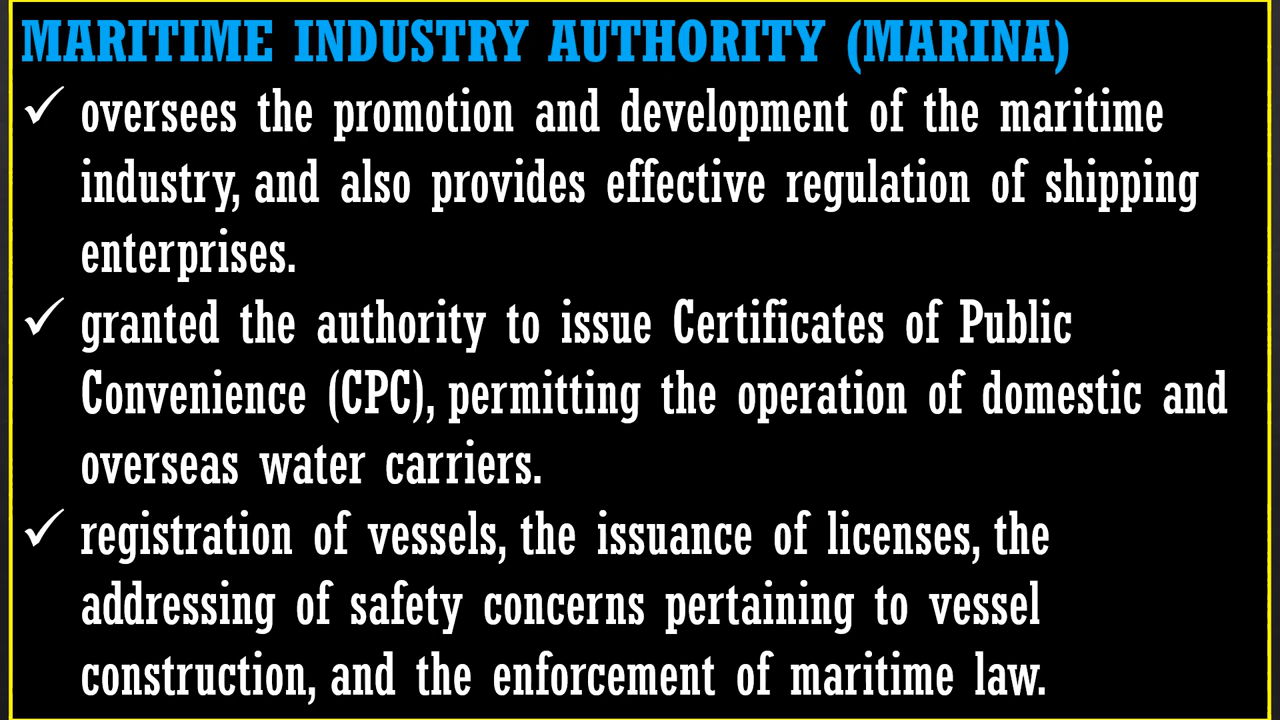 MARITIME INDUSTRY AUTHORITY (MARINA)
✓ oversees the promotion and development of the maritime
industry, and also provides effective regulation of shipping
enterprises.
✓ granted the authority to issue Certificates of Public
Convenience (CPC), permitting the operation of domestic and
overseas water carriers.
✓ registration of vessels, the issuance of licenses, the
addressing of safety concerns pertaining to vessel
construction, and the enforcement of maritime law.